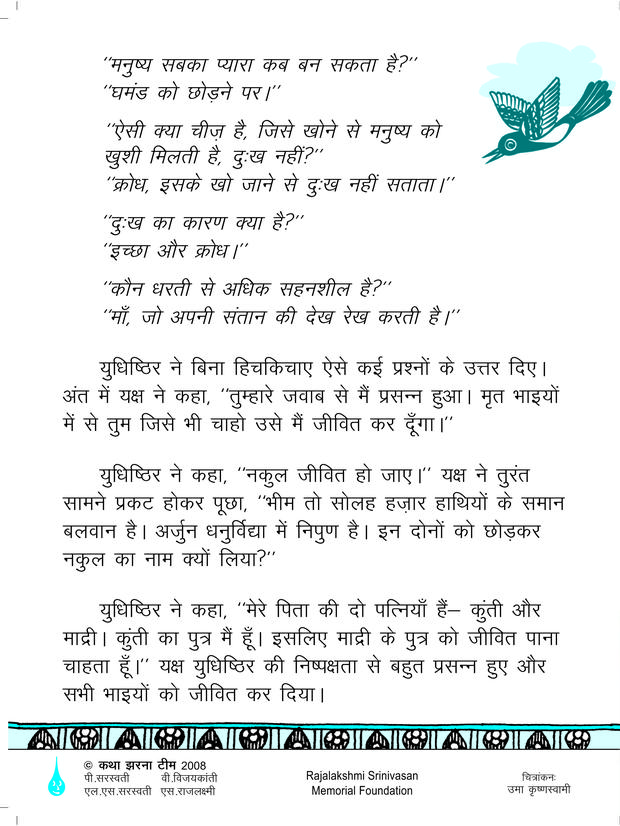 ‘‘मनुष्य सबका प्यारा कब बन सकता है?’’
‘‘घमंड को छोड़ने पर।’’
‘‘ऐसी क्या चीज़ है, जिसे खोने से मनुष्य को
खुशी मिलती है, दुःख नहीं?’’
‘‘क्रोध, इसके खो जाने से दुःख नहीं सताता।’’
‘‘दुःख का कारण क्या है?’’
‘‘इच्छा और क्रोध।’’
‘‘कौन धरती से अधिक सहनशील है?’’
‘‘माँ, जो अपनी संतान की देख रेख करती है।’’
युधिष्ठिर ने बिना हिचकिचाए ऐसे कई प्रश्नों के उत्तर दिए।
अंत में यक्ष ने कहा, ‘‘तुम्हारे जवाब से मैं प्रसन्न हुआ। मृत भाइयों
में से तुम जिसे भी चाहो उसे मैं जीवित कर दूँगा।’’
युधिष्ठिर ने कहा, ‘‘नकुल जीवित हो जाए।’’ यक्ष ने तुरंत
सामने प्रकट होकर पूछा, ‘‘भीम तो सोलह हज़ार हाथियों के समान
बलवान है। अर्जुन धनुर्विद्या में निपुण है। इन दोनों को छोड़कर
नकुल का नाम क्यों लिया?’’
युधिष्ठिर ने कहा, ‘‘मेरे पिता की दो पत्नियाँ हैं– कुंती और
माद्री। कुंती का पुत्र मैं हूँ। इसलिए माद्री के पुत्र को जीवित पाना
चाहता हूँ।’’ यक्ष युधिष्ठिर की निष्पक्षता से बहुत प्रसन्न हुए और
सभी भाइयों को जीवित कर दिया।
© कथा झरना टीम 2008
पी.सरस्वती वी.विजयकांती
एल.एस.सरस्वती एस.राजलक्ष्मी
Rajalakshmi Srinivasan
Memorial Foundation
चित्रांकनः
उमा कृष्णस्वामी